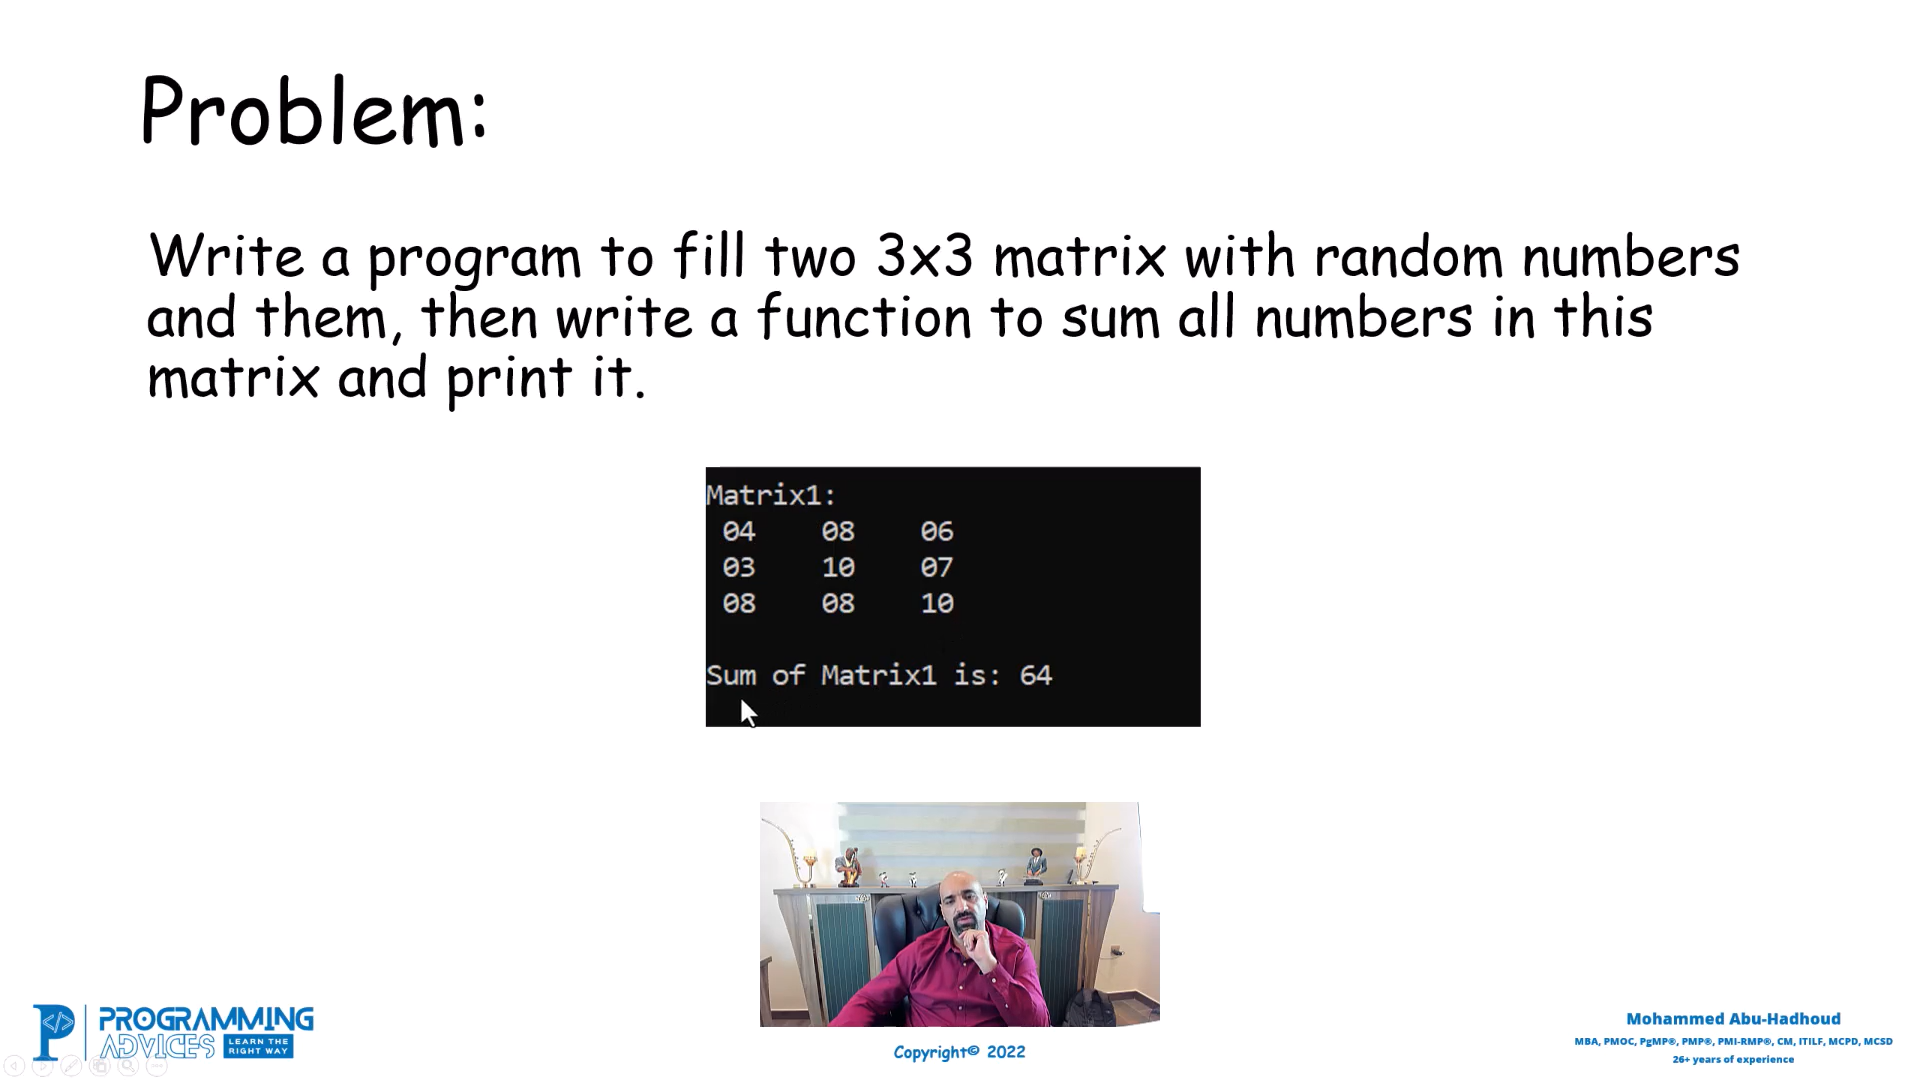 Problem:
Write a program to fill two 3x3 matrix with random numbers
and them, then write a function to sum all numbers in this
matrix and print it.
Matrix1:
04 08 06
03 10 07
08 08 10
Sum of Matrix1 is: 64
P </>
PROGRAMMING
ADVICES
LEARN THE
RIGHT WAY
Copyright© 2022
Mohammed Abu-Hadhoud
MBA, PMOC, PgMP®, PMP®, PMI-RMP®, CM, ITILF, MCPD, MCSD
26+ years of experience